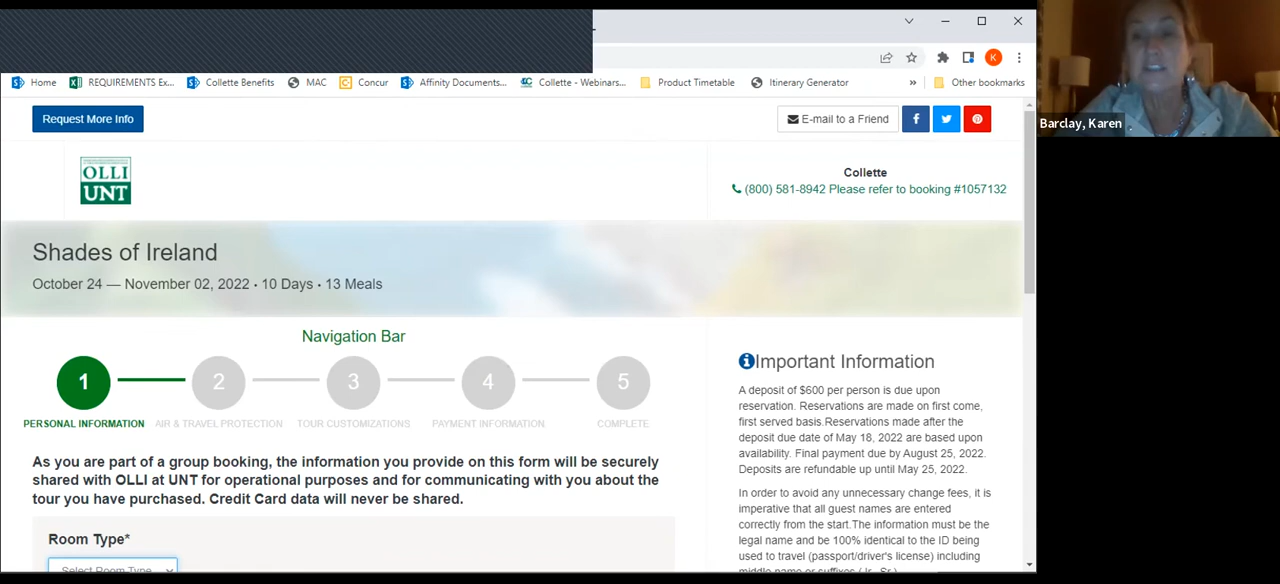 Home
REQUIREMENTS Ex...
Collette Benefits
MAC
Concur
Affinity Documents...
Collette - Webinars...
Product Timetable
Itinerary Generator
»
Other bookmarks
K
Barclay, Karen
Request More Info
E-mail to a Friend
OLLI
UNT
Collette
(800) 581-8942 Please refer to booking #1057132
Shades of Ireland
October 24 — November 02, 2022 • 10 Days • 13 Meals
Navigation Bar
1
2
3
4
5
PERSONAL INFORMATION
AIR & TRAVEL PROTECTION
TOUR CUSTOMIZATIONS
PAYMENT INFORMATION
COMPLETE
As you are part of a group booking, the information you provide on this form will be securely
shared with OLLI at UNT for operational purposes and for communicating with you about the
tour you have purchased. Credit Card data will never be shared.
Room Type*
Select Room Type
Important Information
A deposit of $600 per person is due upon
reservation. Reservations are made on first come,
first served basis.Reservations made after the
deposit due date of May 18, 2022 are based upon
availability. Final payment due by August 25, 2022.
Deposits are refundable up until May 25, 2022.
In order to avoid any unnecessary change fees, it is
imperative that all guest names are entered
correctly from the start.The information must be the
legal name and be 100% identical to the ID being
used to travel (passport/driver's license) including
middle name or suffixes (Jr., Sr.)